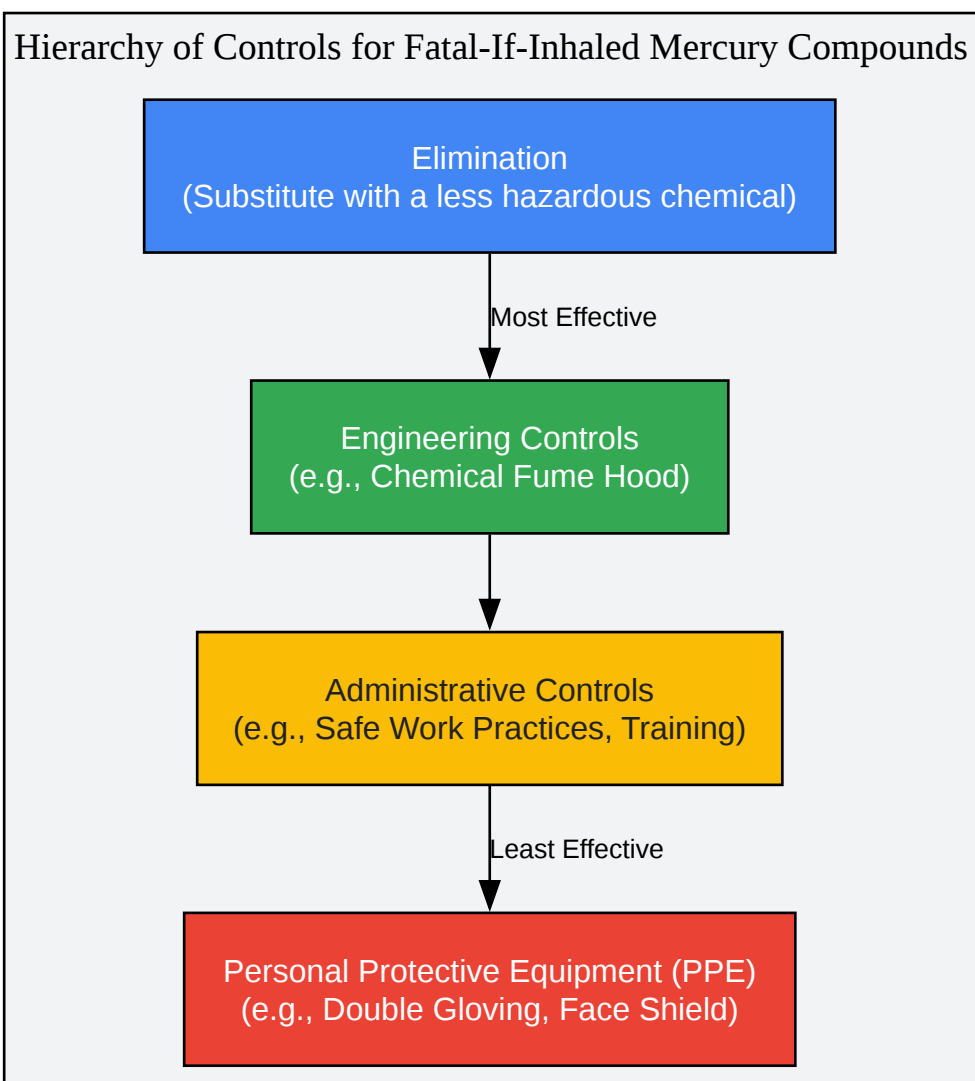 Hierarchy of Controls for Fatal-If-Inhaled Mercury Compounds
Elimination
(Substitute with a less hazardous chemical)
Most Effective
Engineering Controls
(e.g., Chemical Fume Hood)
Administrative Controls
(e.g., Safe Work Practices, Training)
Least Effective
Personal Protective Equipment (PPE)
(e.g., Double Gloving, Face Shield)